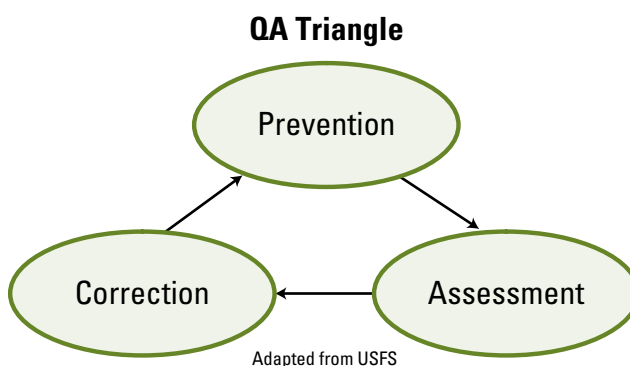 QA Triangle
Prevention
Correction
Assessment
Adapted from USFS